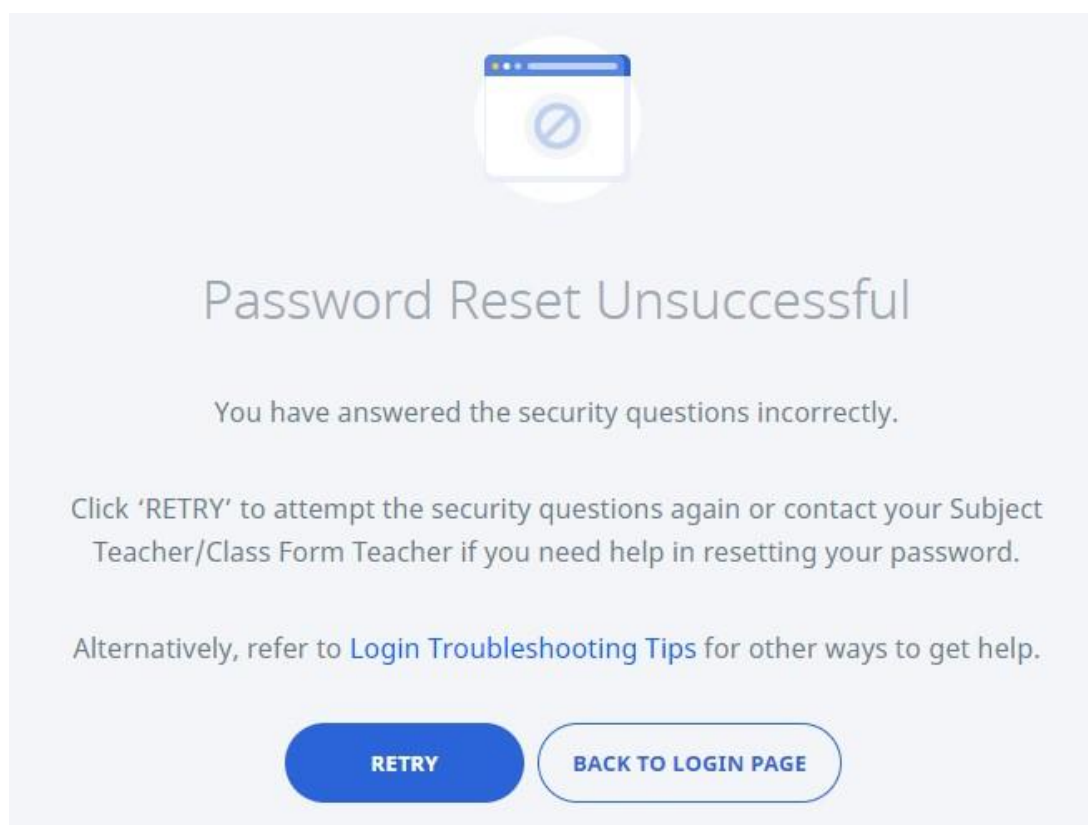 Password Reset Unsuccessful
You have answered the security questions incorrectly.
Click ‘RETRY’ to attempt the security questions again or contact your Subject
Teacher/Class Form Teacher if you need help in resetting your password.
Alternatively, refer to Login Troubleshooting Tips for other ways to get help.
RETRY
BACK TO LOGIN PAGE